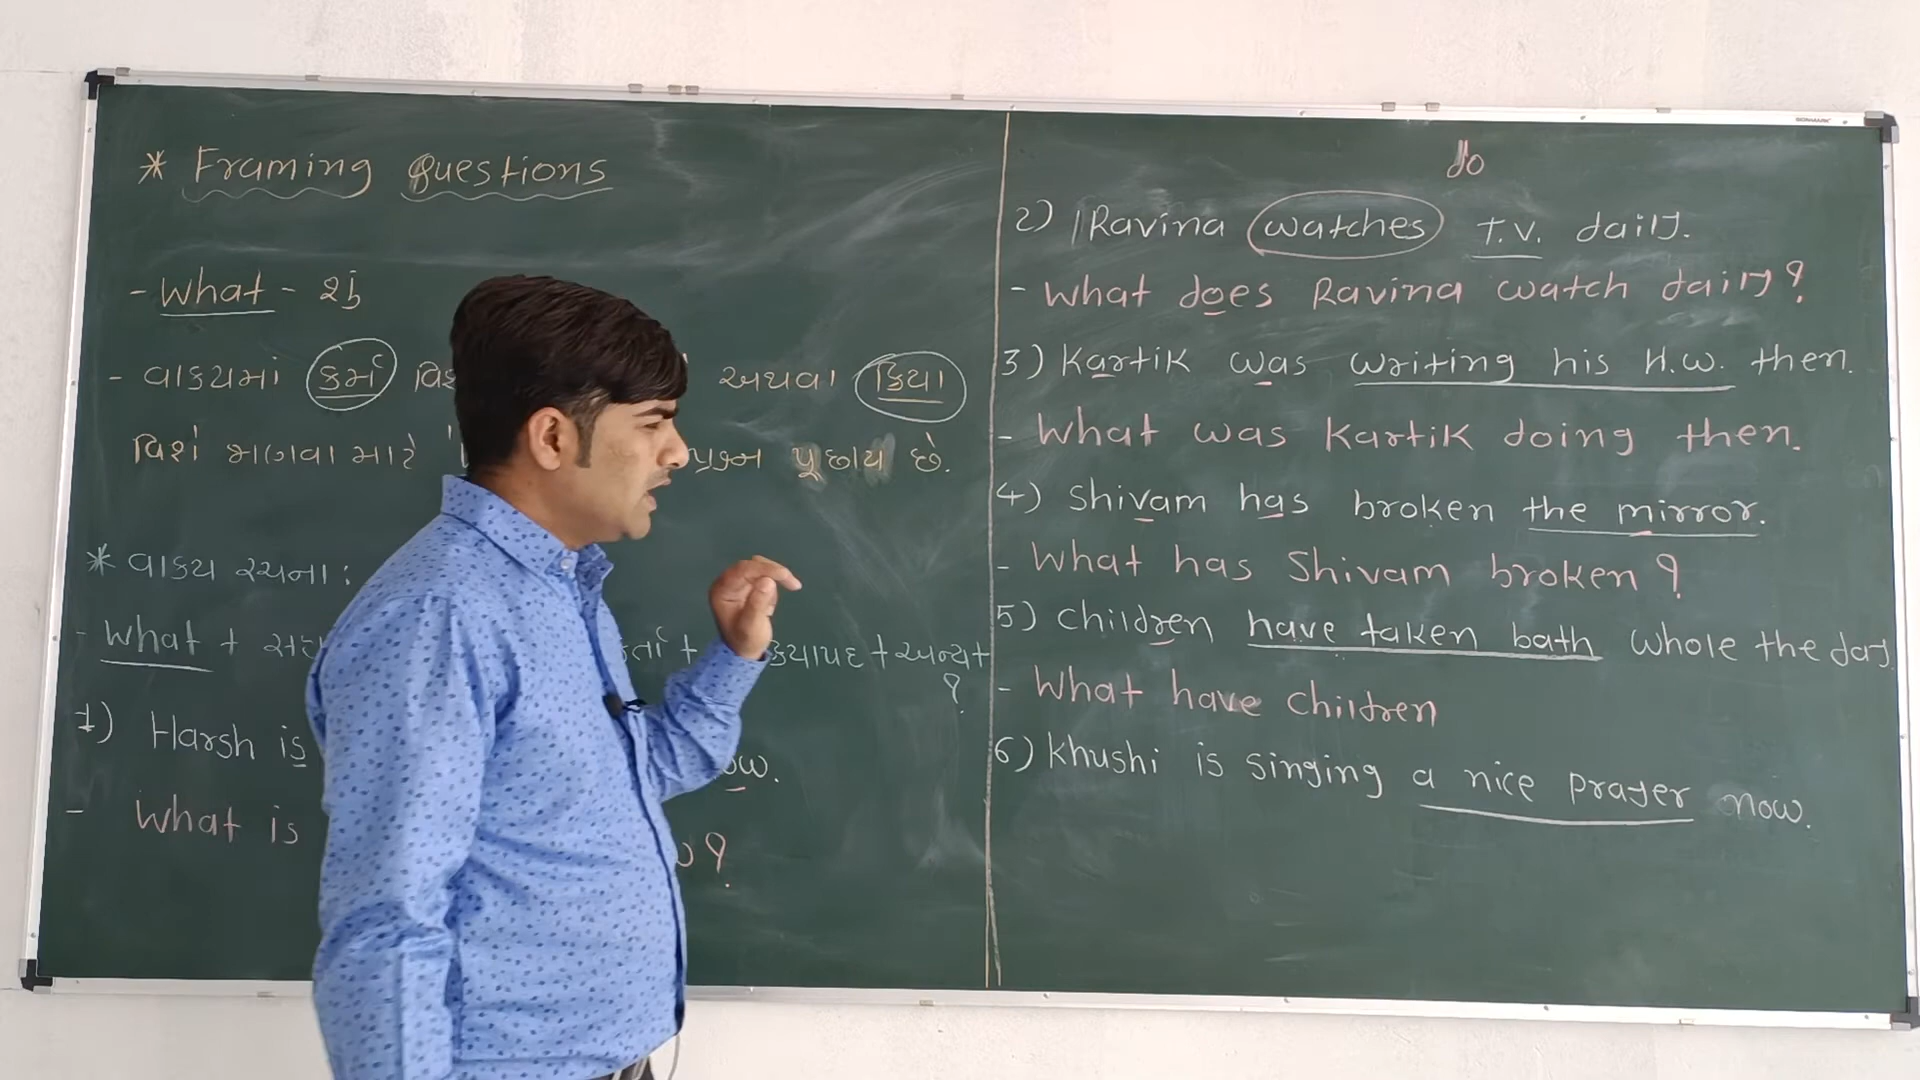 * Framing Questions
- What - શું
- વાક્યમાં કર્મ અથવા ક્રિયા
વિશે જાણવા માટે પ્રશ્ન પૂછાય છે.
* વાક્ય રચના :
- What + + ક્રિયાપદ + અન્ય +
?
1) Harsh is
- What is ?
do
2) Ravina watches T.V. daily.
- What does Ravina watch daily?
3) Kartik was writing his H.W. then.
- What was Kartik doing then.
4) Shivam has broken the mirror.
- What has Shivam broken ?
5) Children have taken bath whole the day
- What have children
6) Khushi is singing a nice prayer now.